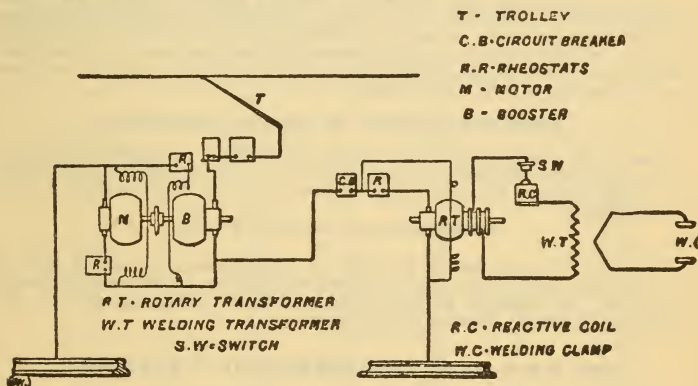 T - TROLLEY
C.B-CIRCUIT BREAKER
R.R-RHEOSTATS
M - MOTOR
B - BOOSTER
T
R
C.B
R
S.W
R.C
M
B
R T
W.T
W.C
R
R T - ROTARY TRANSFORMER
W.T WELDING TRANSFORMER
S.W=SWITCH
R.C - REACTIVE COIL
W.C-WELDING CLAMP